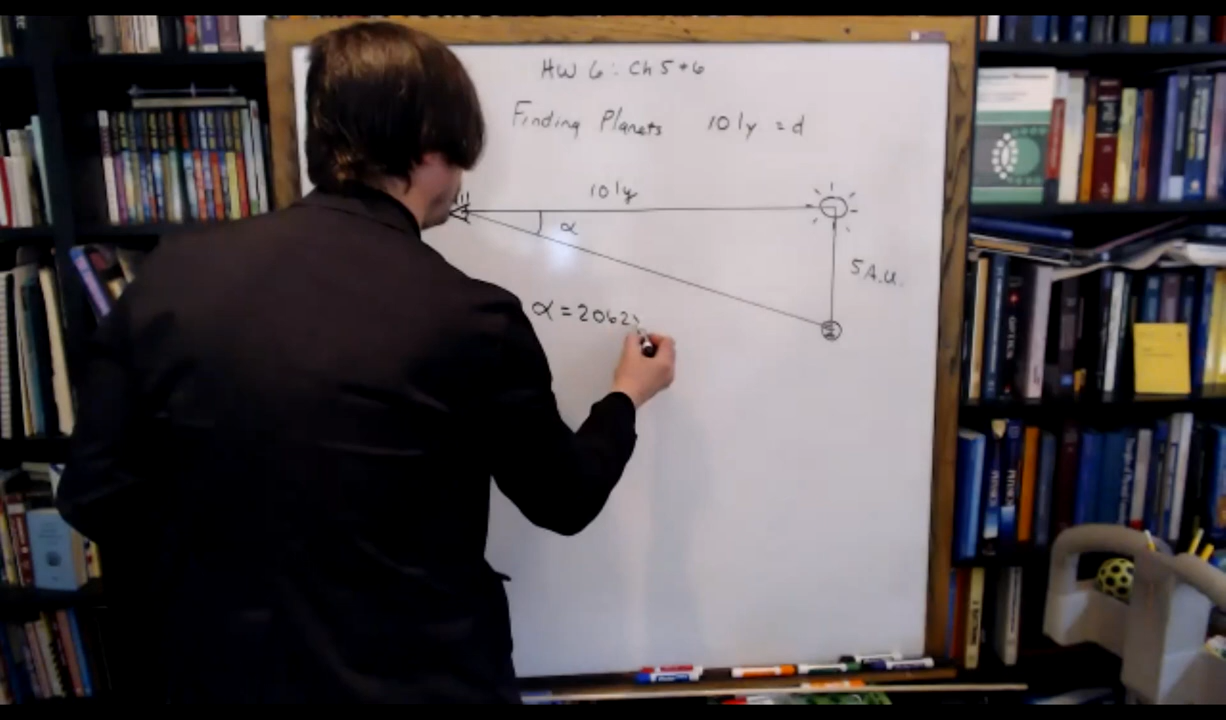 HW 6: Ch 5+6
Finding Planets 10 ly = d
10 ly
α
5 A.U.
α = 2062